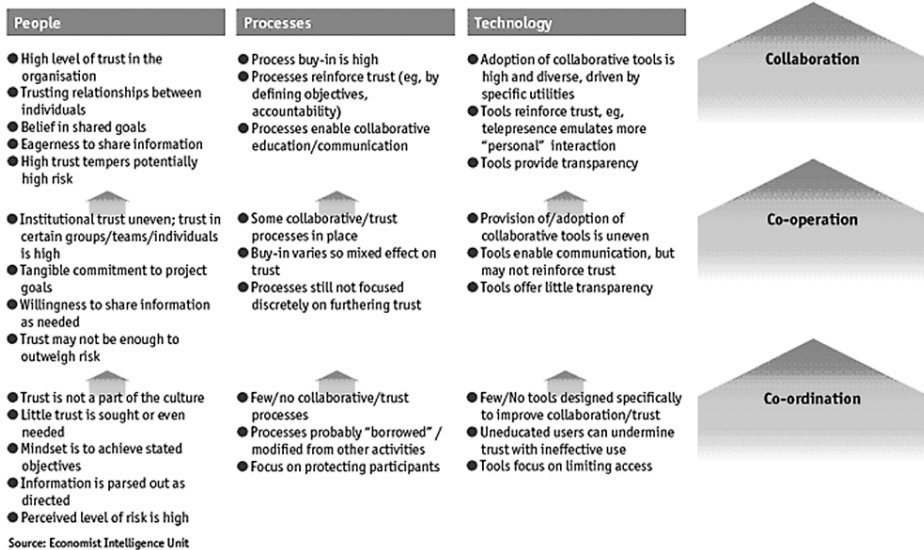 People
Processes
Technology
● High level of trust in the
organisation
● Trusting relationships between
individuals
● Belief in shared goals
● Eagerness to share information
● High trust tempers potentially
high risk
● Process buy-in is high
● Processes reinforce trust (eg, by
defining objectives,
accountability)
● Processes enable collaborative
education/communication
● Adoption of collaborative tools is
high and diverse, driven by
specific utilities
● Tools reinforce trust, eg,
telepresence emulates more
“personal” interaction
● Tools provide transparency
Collaboration
● Institutional trust uneven; trust in
certain groups/teams/individuals
is high
● Tangible commitment to project
goals
● Willingness to share information
as needed
● Trust may not be enough to
outweigh risk
● Some collaborative/trust
processes in place
● Buy-in varies so mixed effect on
trust
● Processes still not focused
discretely on furthering trust
● Provision of/adoption of
collaborative tools is uneven
● Tools enable communication, but
may not reinforce trust
● Tools offer little transparency
Co-operation
● Trust is not a part of the culture
● Little trust is sought or even
needed
● Mindset is to achieve stated
objectives
● Information is parsed out as
directed
● Perceived level of risk is high
● Few/no collaborative/trust
processes
● Processes probably “borrowed” /
modified from other activities
● Focus on protecting participants
● Few/No tools designed specifically
to improve collaboration/trust
● Uneducated users can undermine
trust with ineffective use
● Tools focus on limiting access
Co-ordination
Source: Economist Intelligence Unit